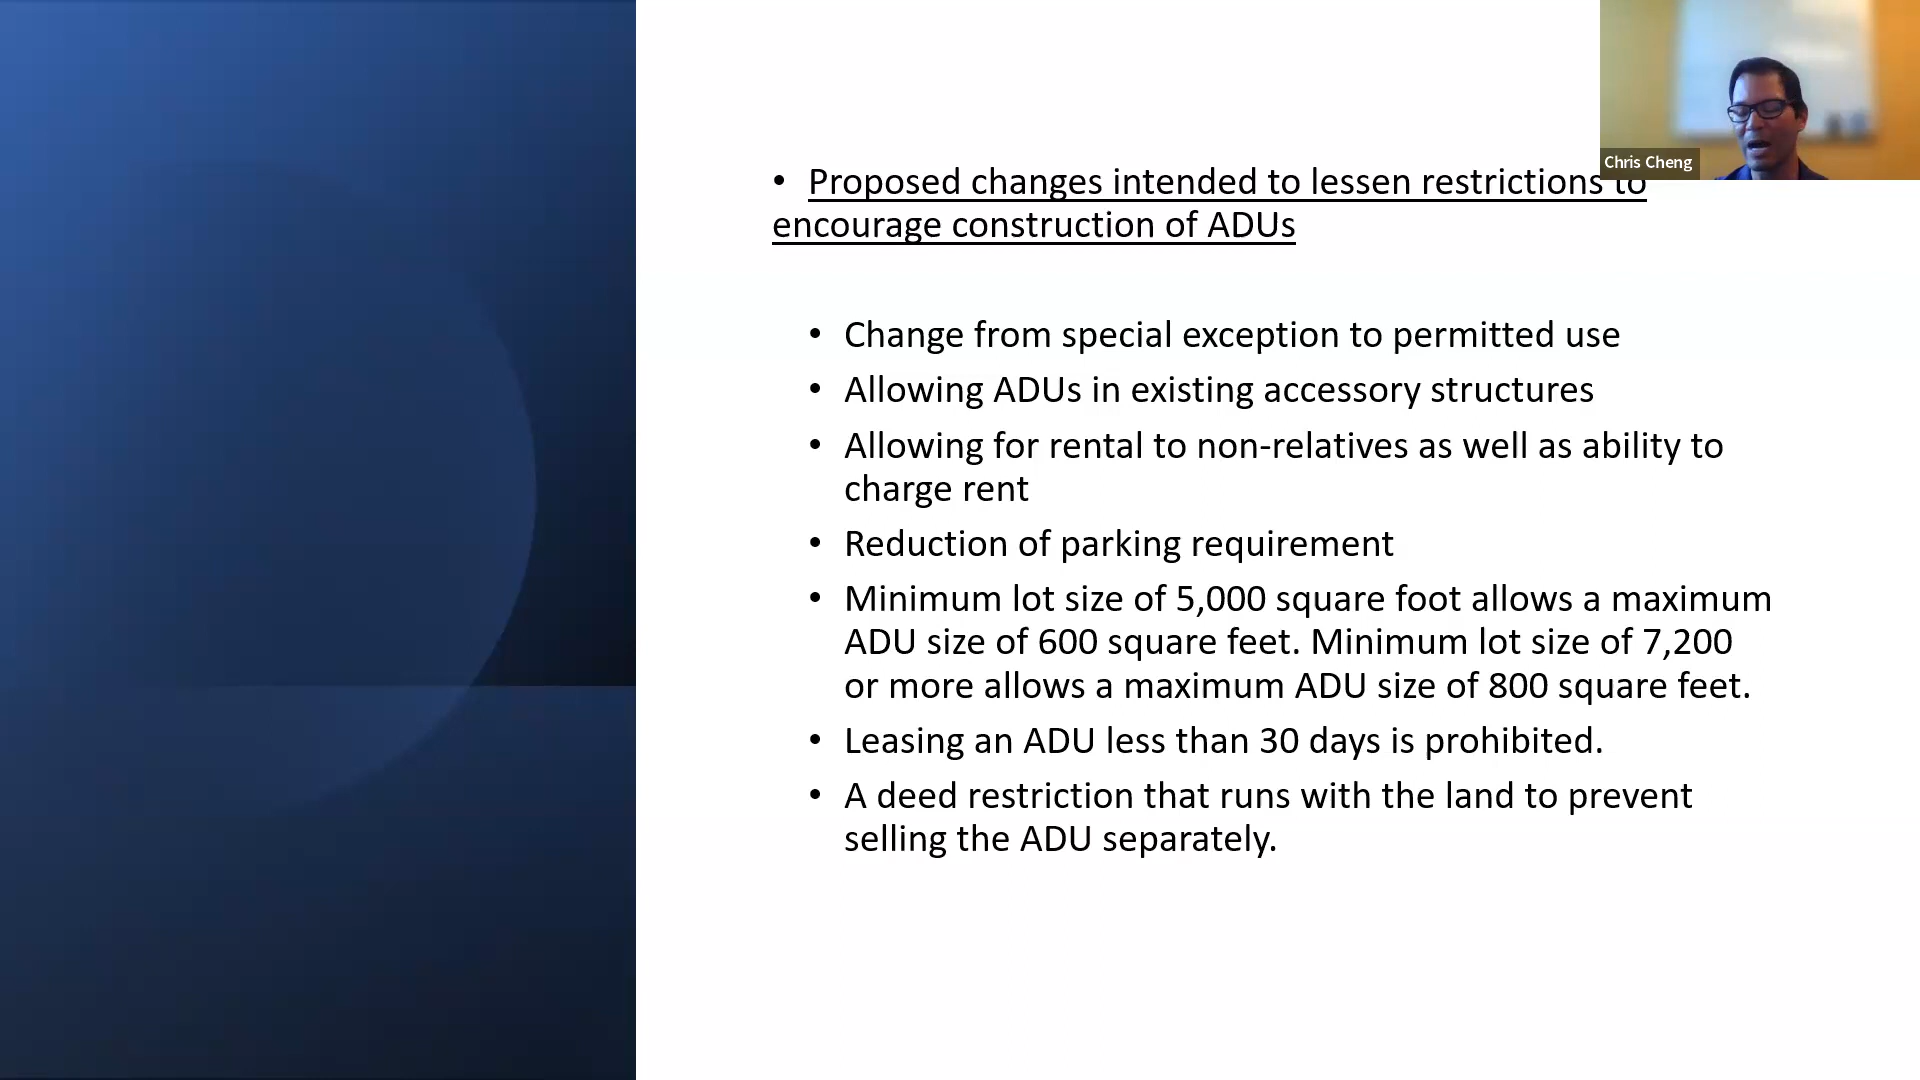 Chris Cheng
• Proposed changes intended to lessen restrictions to
encourage construction of ADUs
• Change from special exception to permitted use
• Allowing ADUs in existing accessory structures
• Allowing for rental to non-relatives as well as ability to
charge rent
• Reduction of parking requirement
• Minimum lot size of 5,000 square foot allows a maximum
ADU size of 600 square feet. Minimum lot size of 7,200
or more allows a maximum ADU size of 800 square feet.
• Leasing an ADU less than 30 days is prohibited.
• A deed restriction that runs with the land to prevent
selling the ADU separately.